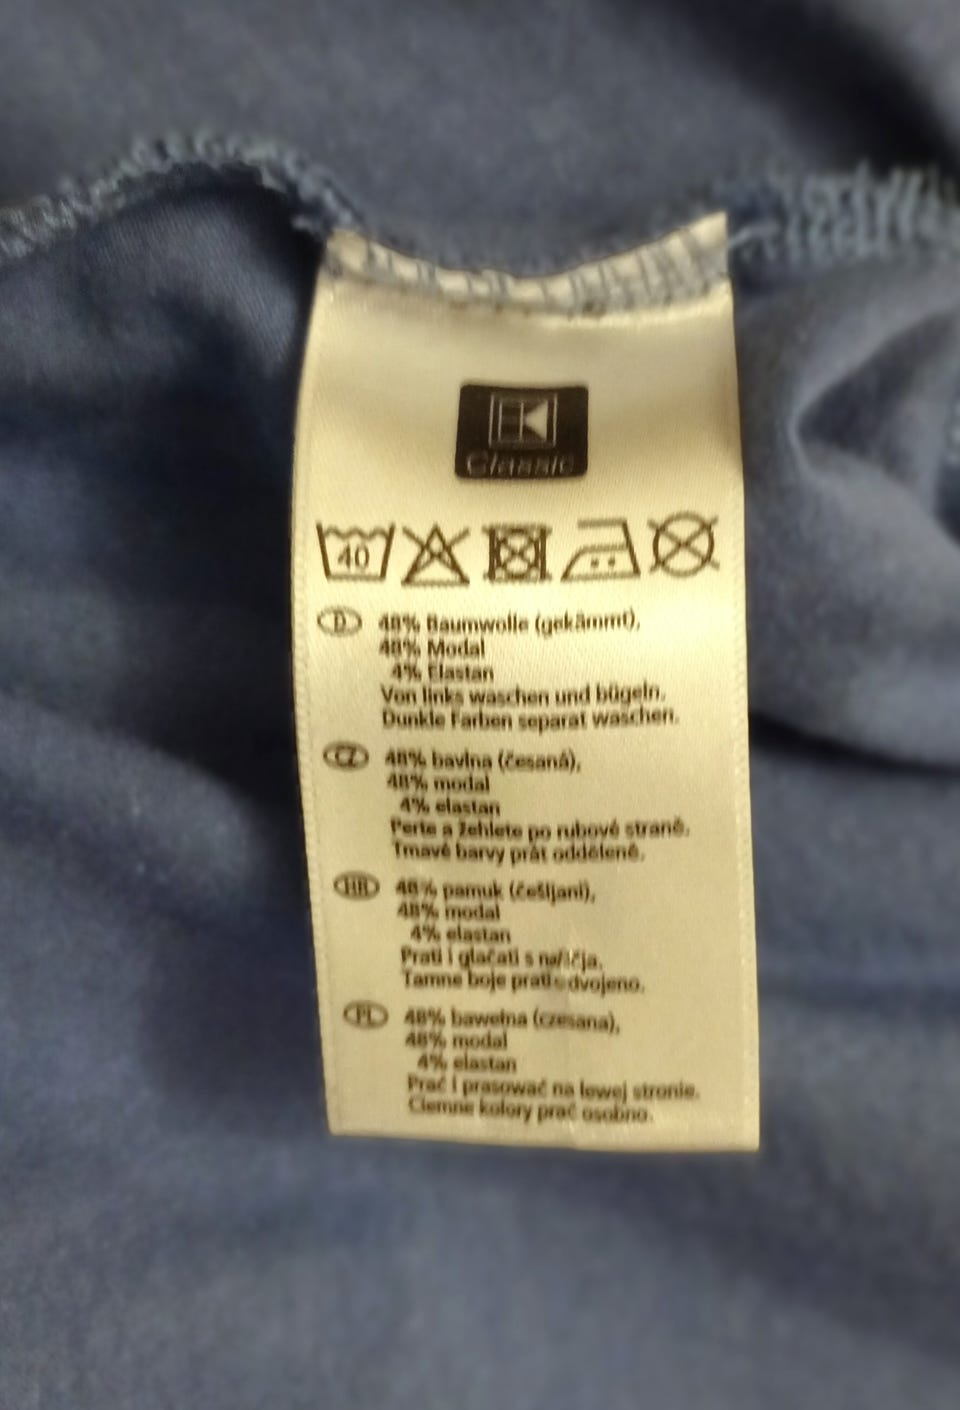 K
Classic
40
D 48% Baumwolle (gekämmt),
48% Modal
4% Elastan
Von links waschen und bügeln.
Dunkle Farben separat waschen.
CZ 48% bavlna (česaná),
48% modal
4% elastan
Perte a žehlete po rubové straně.
Tmavé barvy prát odděleně.
HR 48% pamuk (češljani),
48% modal
4% elastan
Prati i glačati s
Tamne boje prati odvojeno.
PL 48% bawełna (czesana),
48% modal
4% elastan
Prać i prasować na lewej stronie.
Ciemne kolory prać osobno.